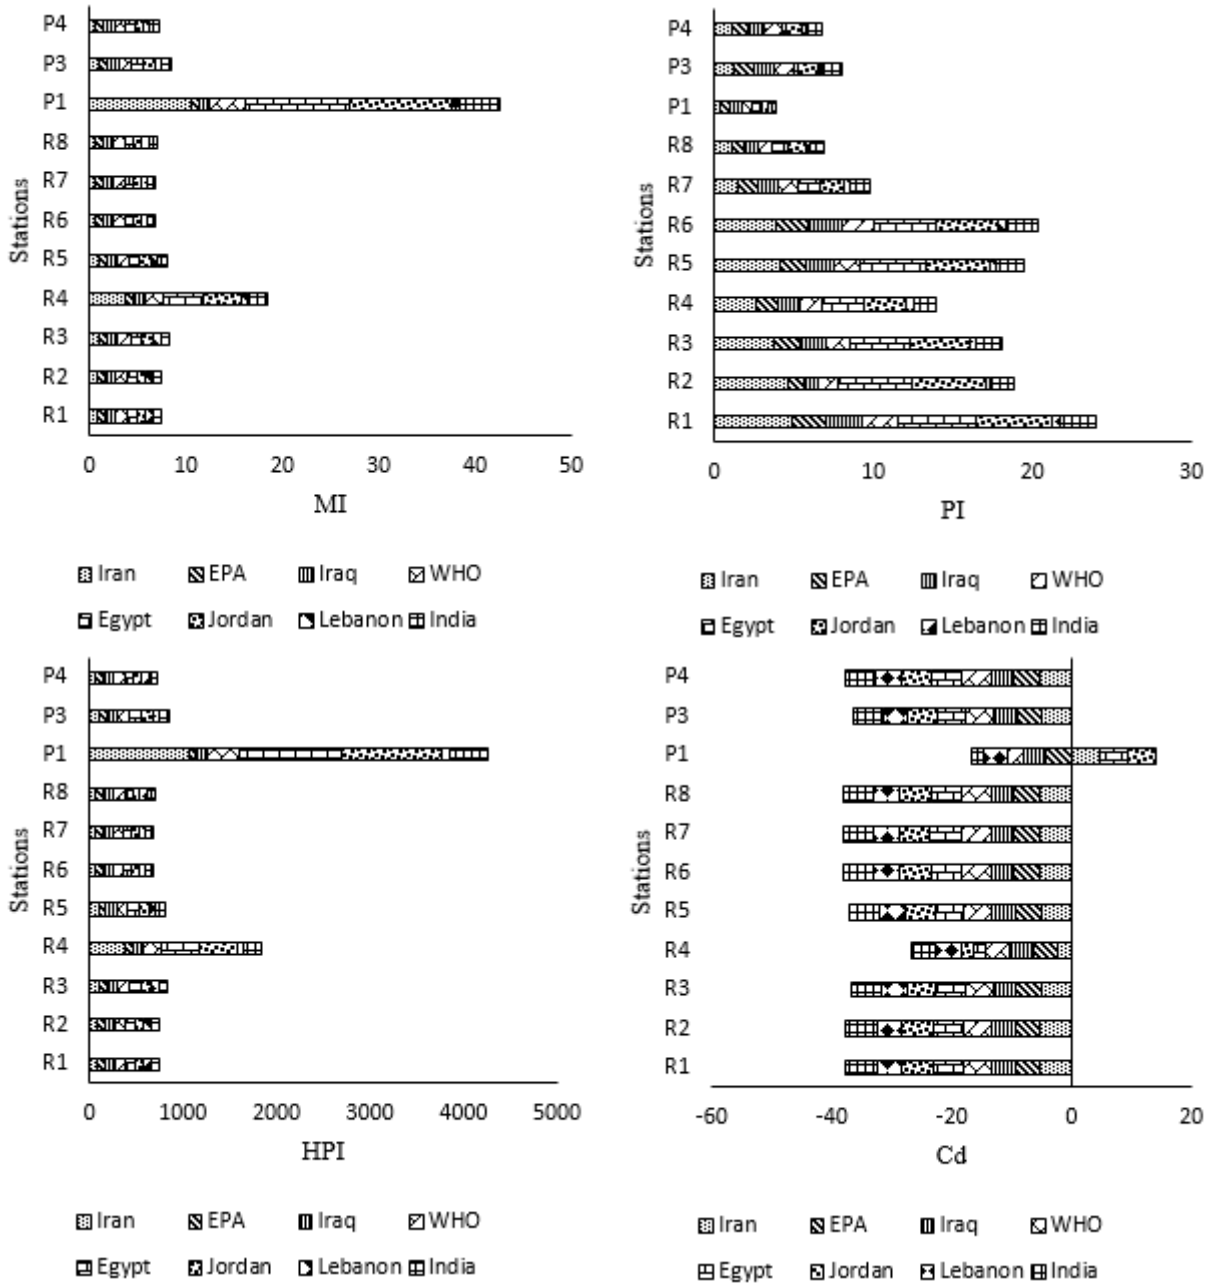 P4
P3
P1
R8
R7
R6
R5
R4
R3
R2
R1
Stations
0 10 20 30 40 50
MI
Iran EPA Iraq WHO
Egypt Jordan Lebanon India
P4
P3
P1
R8
R7
R6
R5
R4
R3
R2
R1
Stations
0 10 20 30
PI
Iran EPA Iraq WHO
Egypt Jordan Lebanon India
P4
P3
P1
R8
R7
R6
R5
R4
R3
R2
R1
Stations
0 1000 2000 3000 4000 5000
HPI
Iran EPA Iraq WHO
Egypt Jordan Lebanon India
P4
P3
P1
R8
R7
R6
R5
R4
R3
R2
R1
Stations
-60 -40 -20 0 20
Cd
Iran EPA Iraq WHO
Egypt Jordan Lebanon India